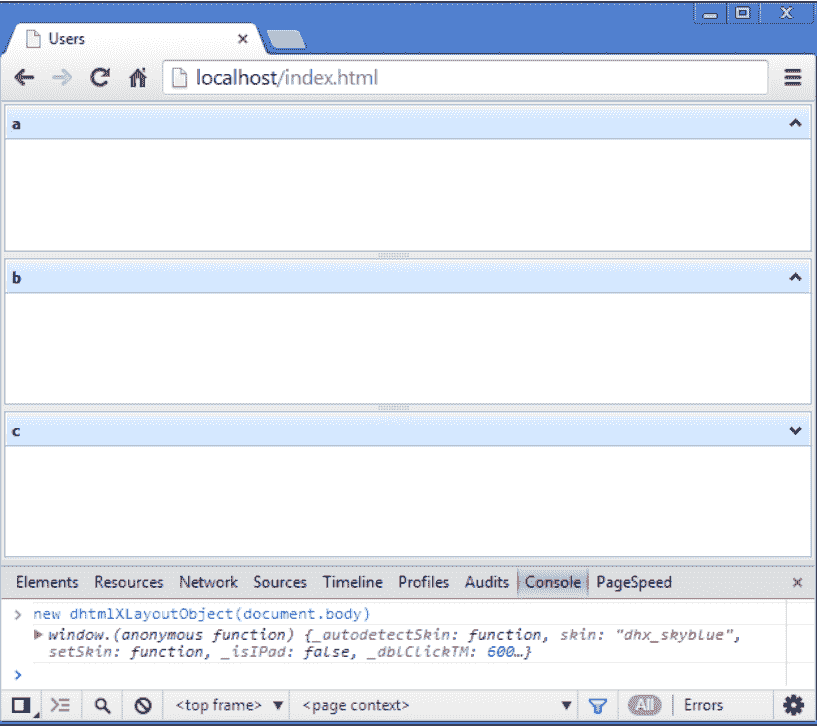 Users
localhost/index.html
a
b
c
Elements Resources Network Sources Timeline Profiles Audits Console PageSpeed
new dhtmlXLayoutObject(document.body)
window.(anonymous function) {_autodetectSkin: function, skin: "dhx_skyblue",
setSkin: function, _isIPad: false, _dblClickTM: 600…}
<top frame> <page context> All Errors